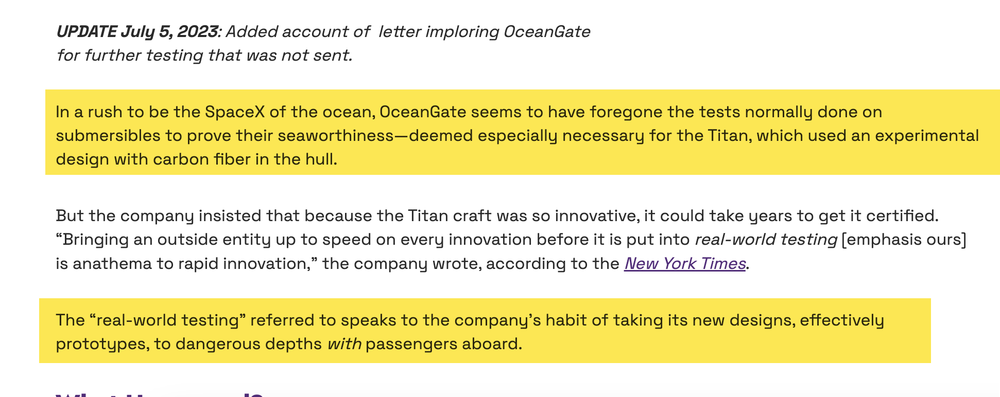 UPDATE July 5, 2023: Added account of  letter imploring OceanGate
for further testing that was not sent.
In a rush to be the SpaceX of the ocean, OceanGate seems to have foregone the tests normally done on
submersibles to prove their seaworthiness—deemed especially necessary for the Titan, which used an experimental
design with carbon fiber in the hull.
But the company insisted that because the Titan craft was so innovative, it could take years to get it certified.
“Bringing an outside entity up to speed on every innovation before it is put into real-world testing [emphasis ours]
is anathema to rapid innovation,” the company wrote, according to the New York Times.
The “real-world testing” referred to speaks to the company’s habit of taking its new designs, effectively
prototypes, to dangerous depths with passengers aboard.